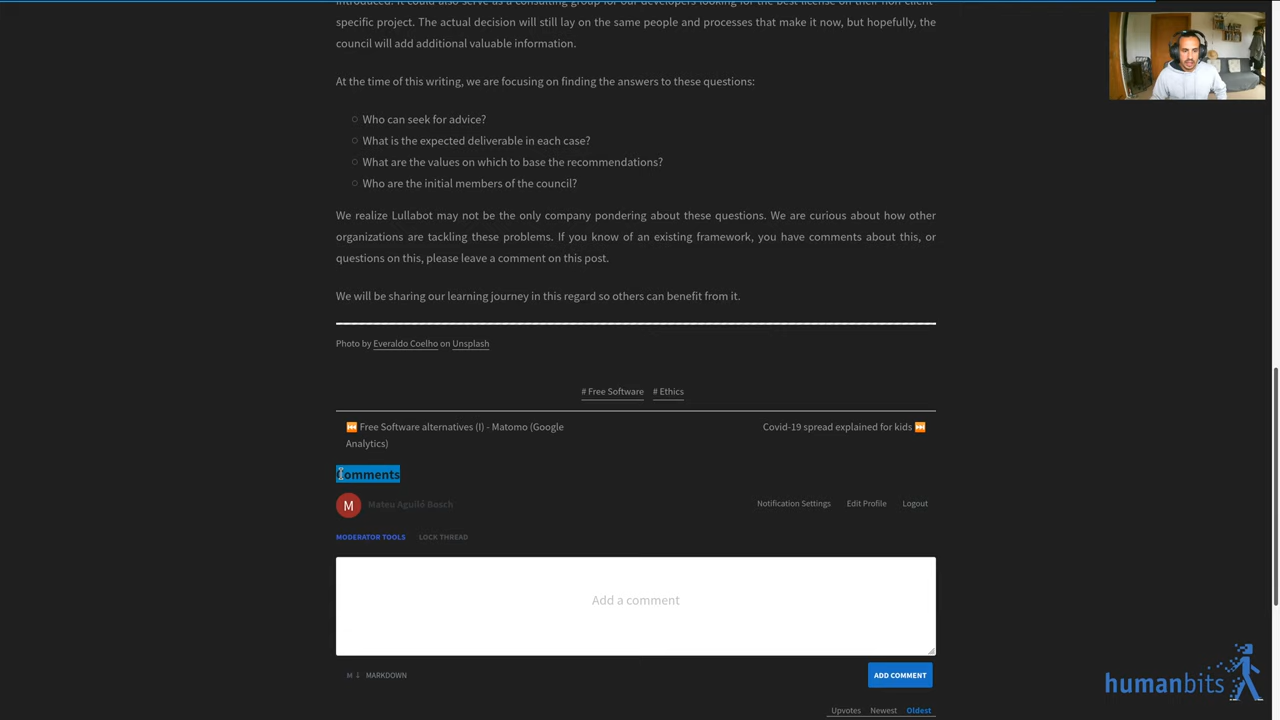 introduced. It could also serve as a consulting group for our developers looking for the best license on their non client-
specific project. The actual decision will still lay on the same people and processes that make it now, but hopefully, the
council will add additional valuable information.
At the time of this writing, we are focusing on finding the answers to these questions:
Who can seek for advice?
What is the expected deliverable in each case?
What are the values on which to base the recommendations?
Who are the initial members of the council?
We realize Lullabot may not be the only company pondering about these questions. We are curious about how other
organizations are tackling these problems. If you know of an existing framework, you have comments about this, or
questions on this, please leave a comment on this post.
We will be sharing our learning journey in this regard so others can benefit from it.
Photo by Everaldo Coelho on Unsplash
# Free Software # Ethics
⏪ Free Software alternatives (I) - Matomo (Google
Analytics)
Covid-19 spread explained for kids ⏩
Comments
M Mateu Aguiló Bosch
Notification Settings Edit Profile Logout
MODERATOR TOOLS LOCK THREAD
Add a comment
M ↓ MARKDOWN
ADD COMMENT
Upvotes Newest Oldest
humanbits